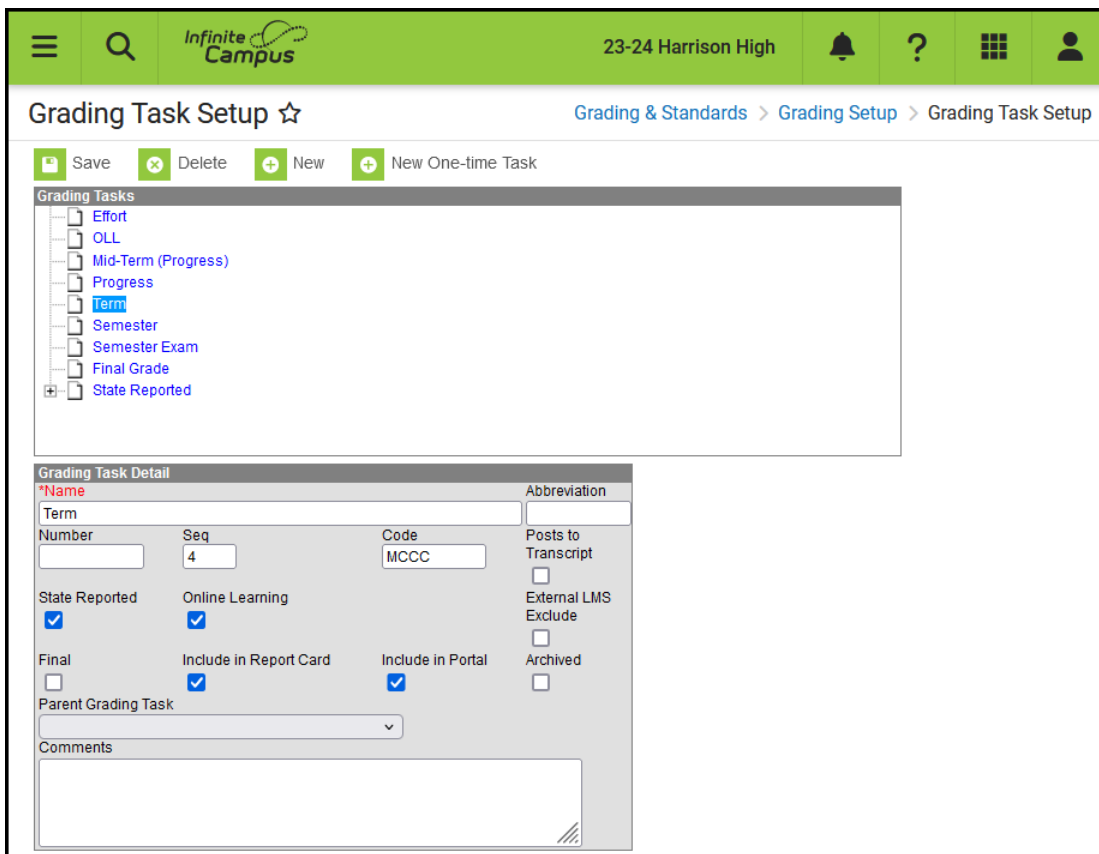 Infinite Campus
23-24 Harrison High
?
Grading Task Setup
Grading & Standards > Grading Setup > Grading Task Setup
Save Delete New New One-time Task
Grading Tasks
Effort
OLL
Mid-Term (Progress)
Progress
Term
Semester
Semester Exam
Final Grade
State Reported
Grading Task Detail
*Name Abbreviation
Term
Number Seq Code Posts to Transcript
4 MCCC
State Reported Online Learning External LMS Exclude
Final Include in Report Card Include in Portal Archived
Parent Grading Task
Comments